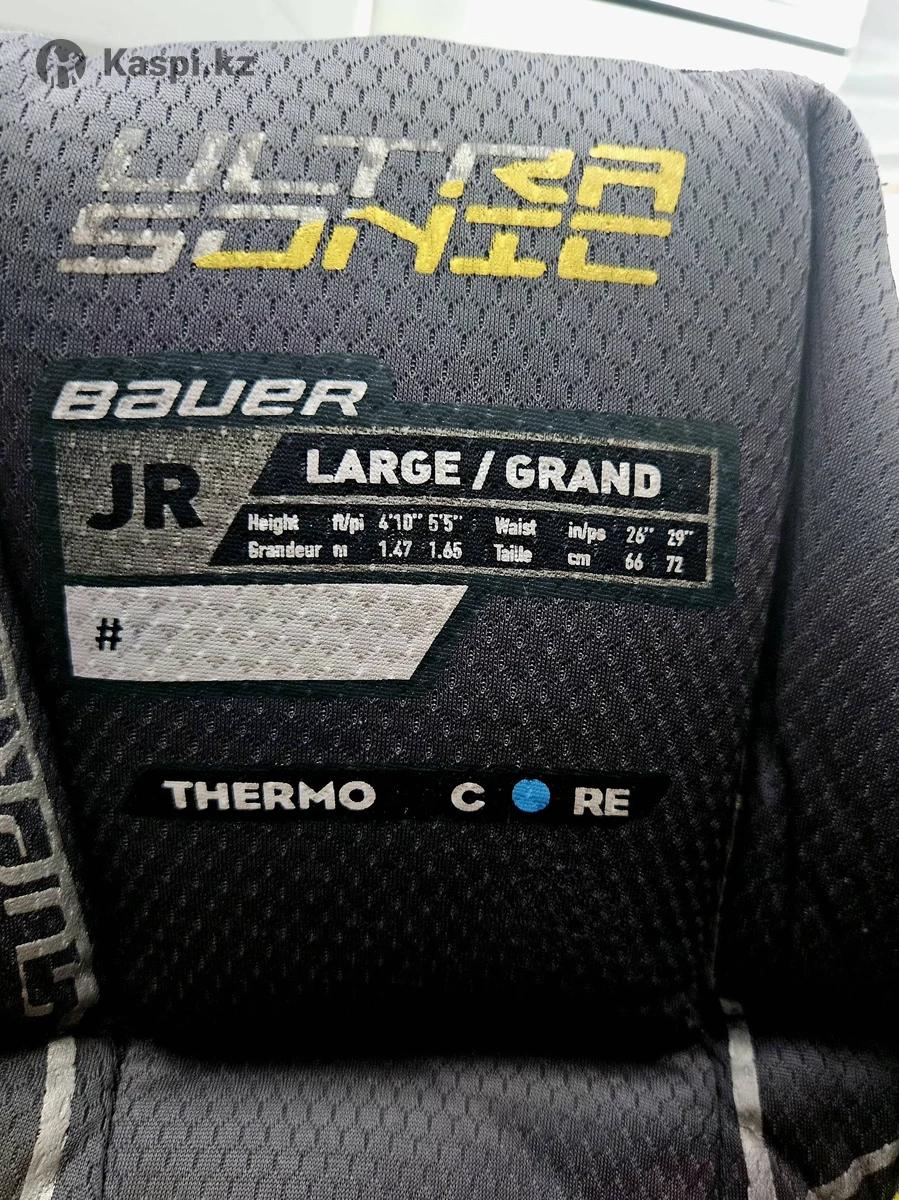 Kaspi.kz
ULTRA
SONIC
BAUER
JR
LARGE / GRAND
Height ft/pi 4'10" 5'5" Waist in/po 26" 29"
Grandeur m 1.47 1.65 Taille cm 66 72
#
THERMO C RE